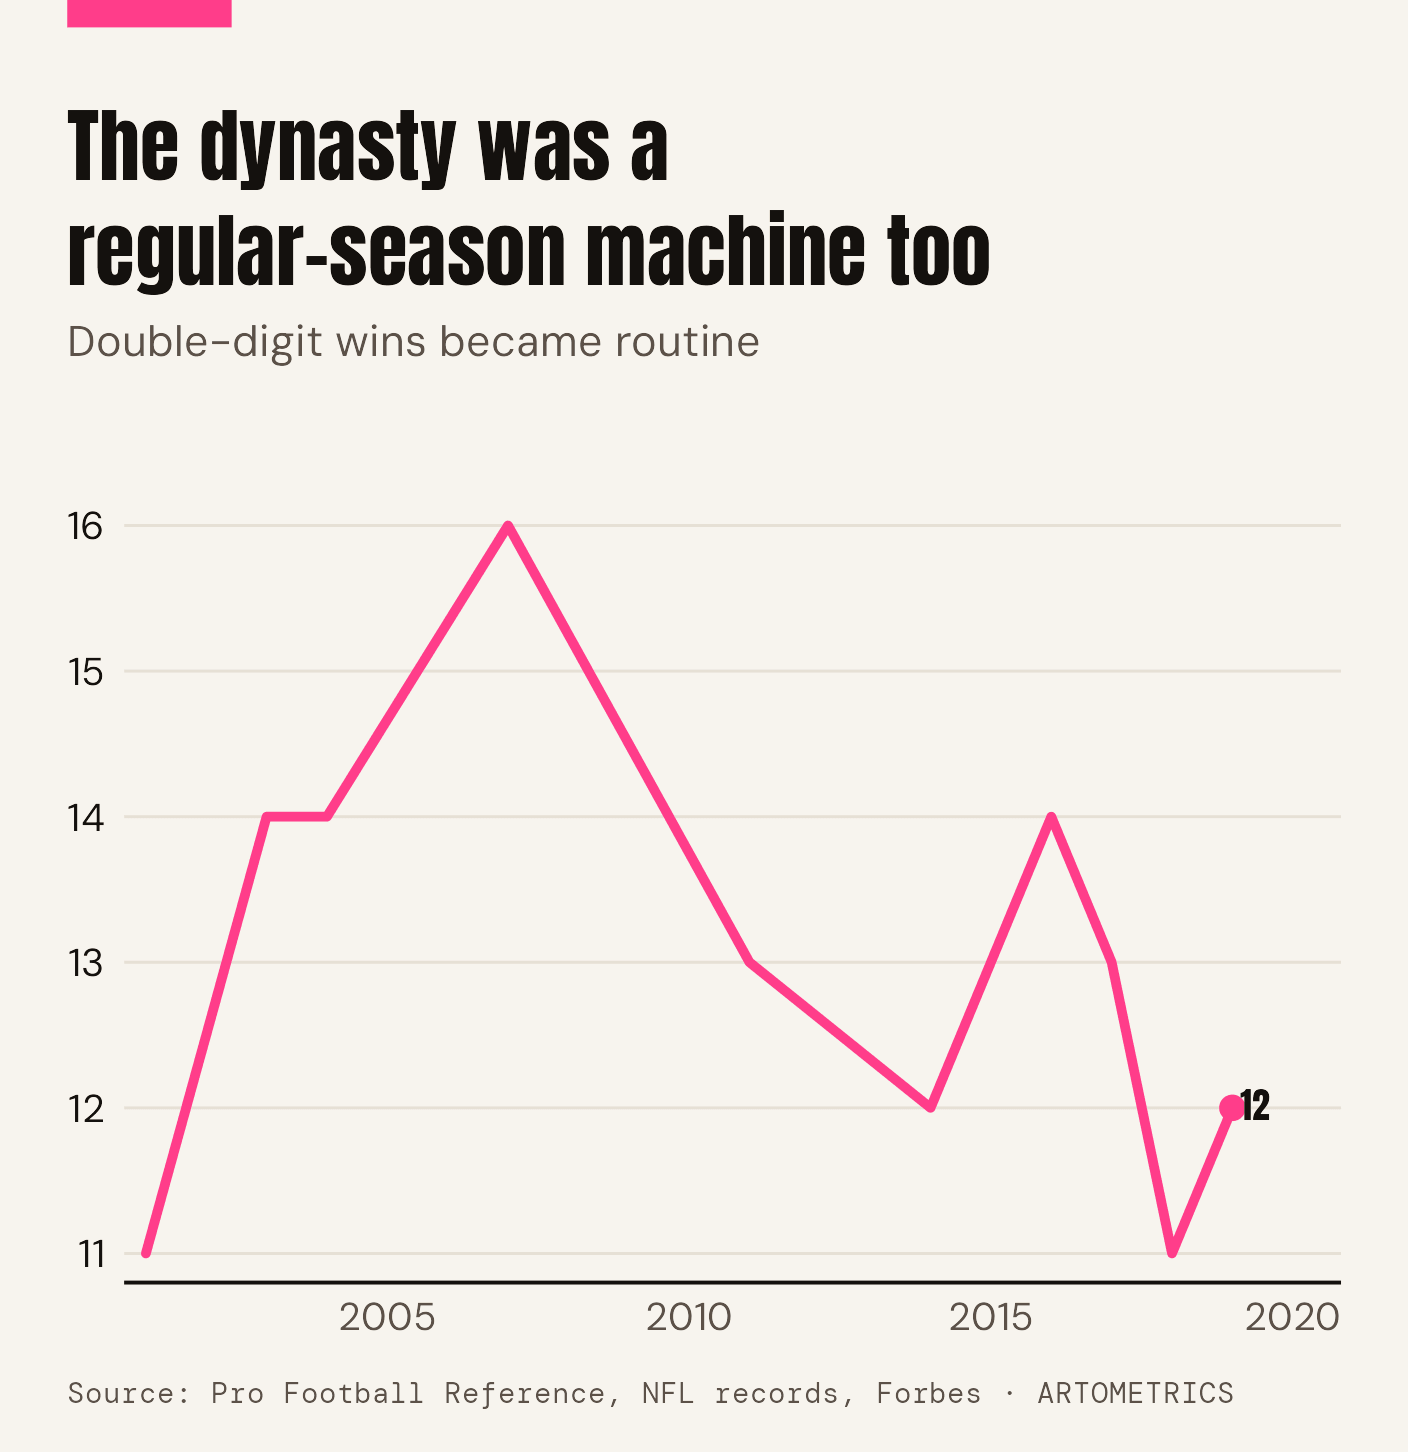 The dynasty was a
regular-season machine too
Double-digit wins became routine
16
15
14
13
12
12
11
2005 2010 2015 2020
Source: Pro Football Reference, NFL records, Forbes · ARTOMETRICS